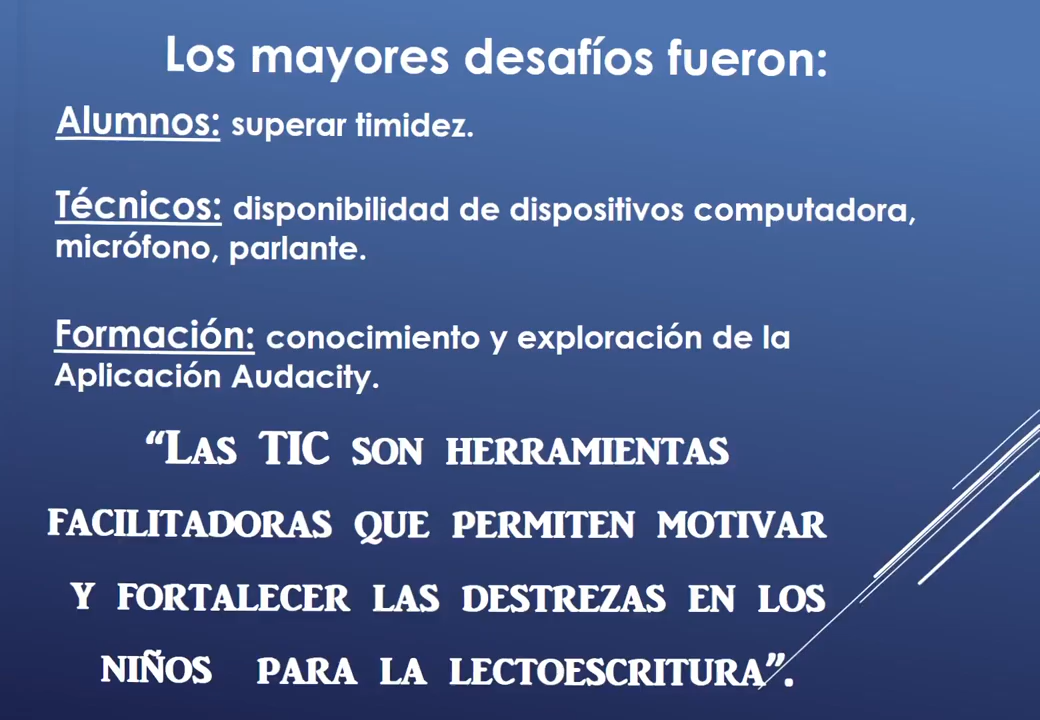 Los mayores desafíos fueron:
Alumnos: superar timidez.
Técnicos: disponibilidad de dispositivos computadora,
micrófono, parlante.
Formación: conocimiento y exploración de la
Aplicación Audacity.
“Las TIC son herramientas
facilitadoras que permiten motivar
y fortalecer las destrezas en los
niños para la lectoescritura”.